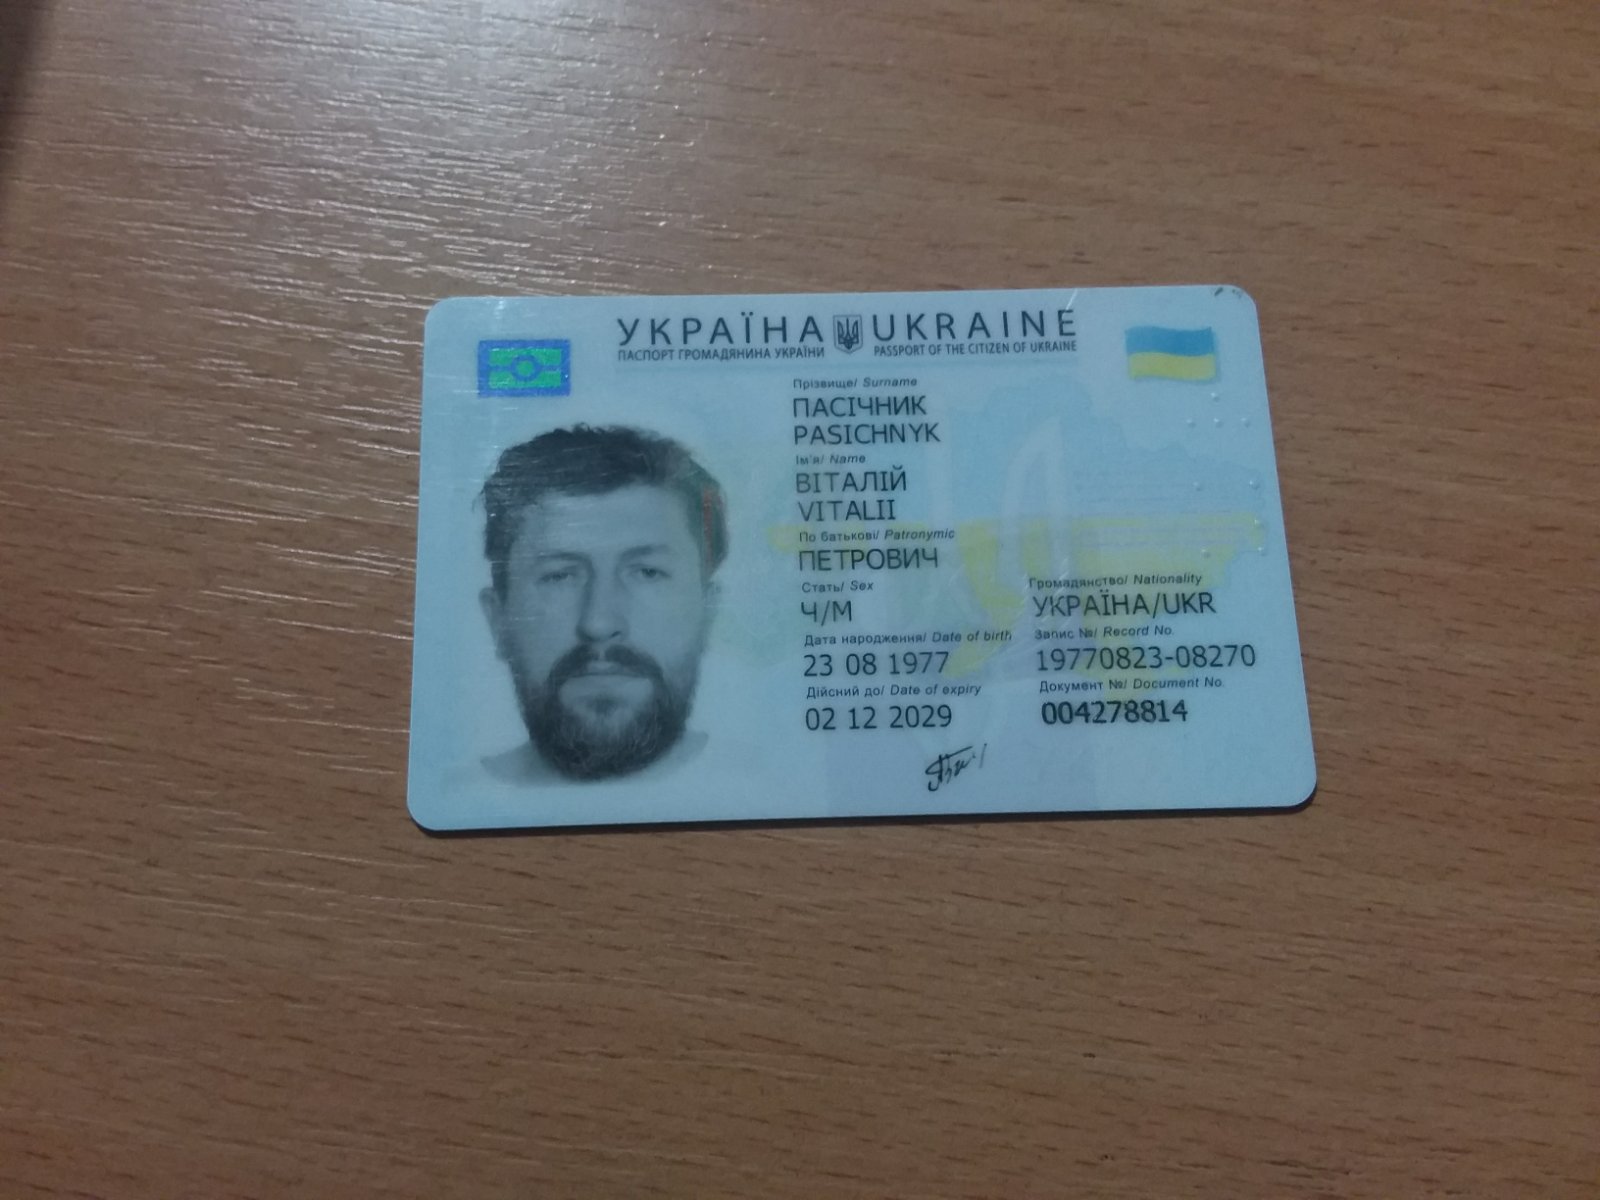 УКРАЇНА UKRAINE
ПАСПОРТ ГРОМАДЯНИНА УКРАЇНИ PASSPORT OF THE CITIZEN OF UKRAINE
Прізвище/ Surname
ПАСІЧНИК
PASICHNYK
Ім'я/ Name
ВІТАЛІЙ
VITALII
По батькові/ Patronymic
ПЕТРОВИЧ
Стать/ Sex
Ч/M
Громадянство/ Nationality
УКРАЇНА/UKR
Дата народження/ Date of birth
23 08 1977
Запис №/ Record No.
19770823-08270
Дійсний до/ Date of expiry
02 12 2029
Документ №/ Document No.
004278814